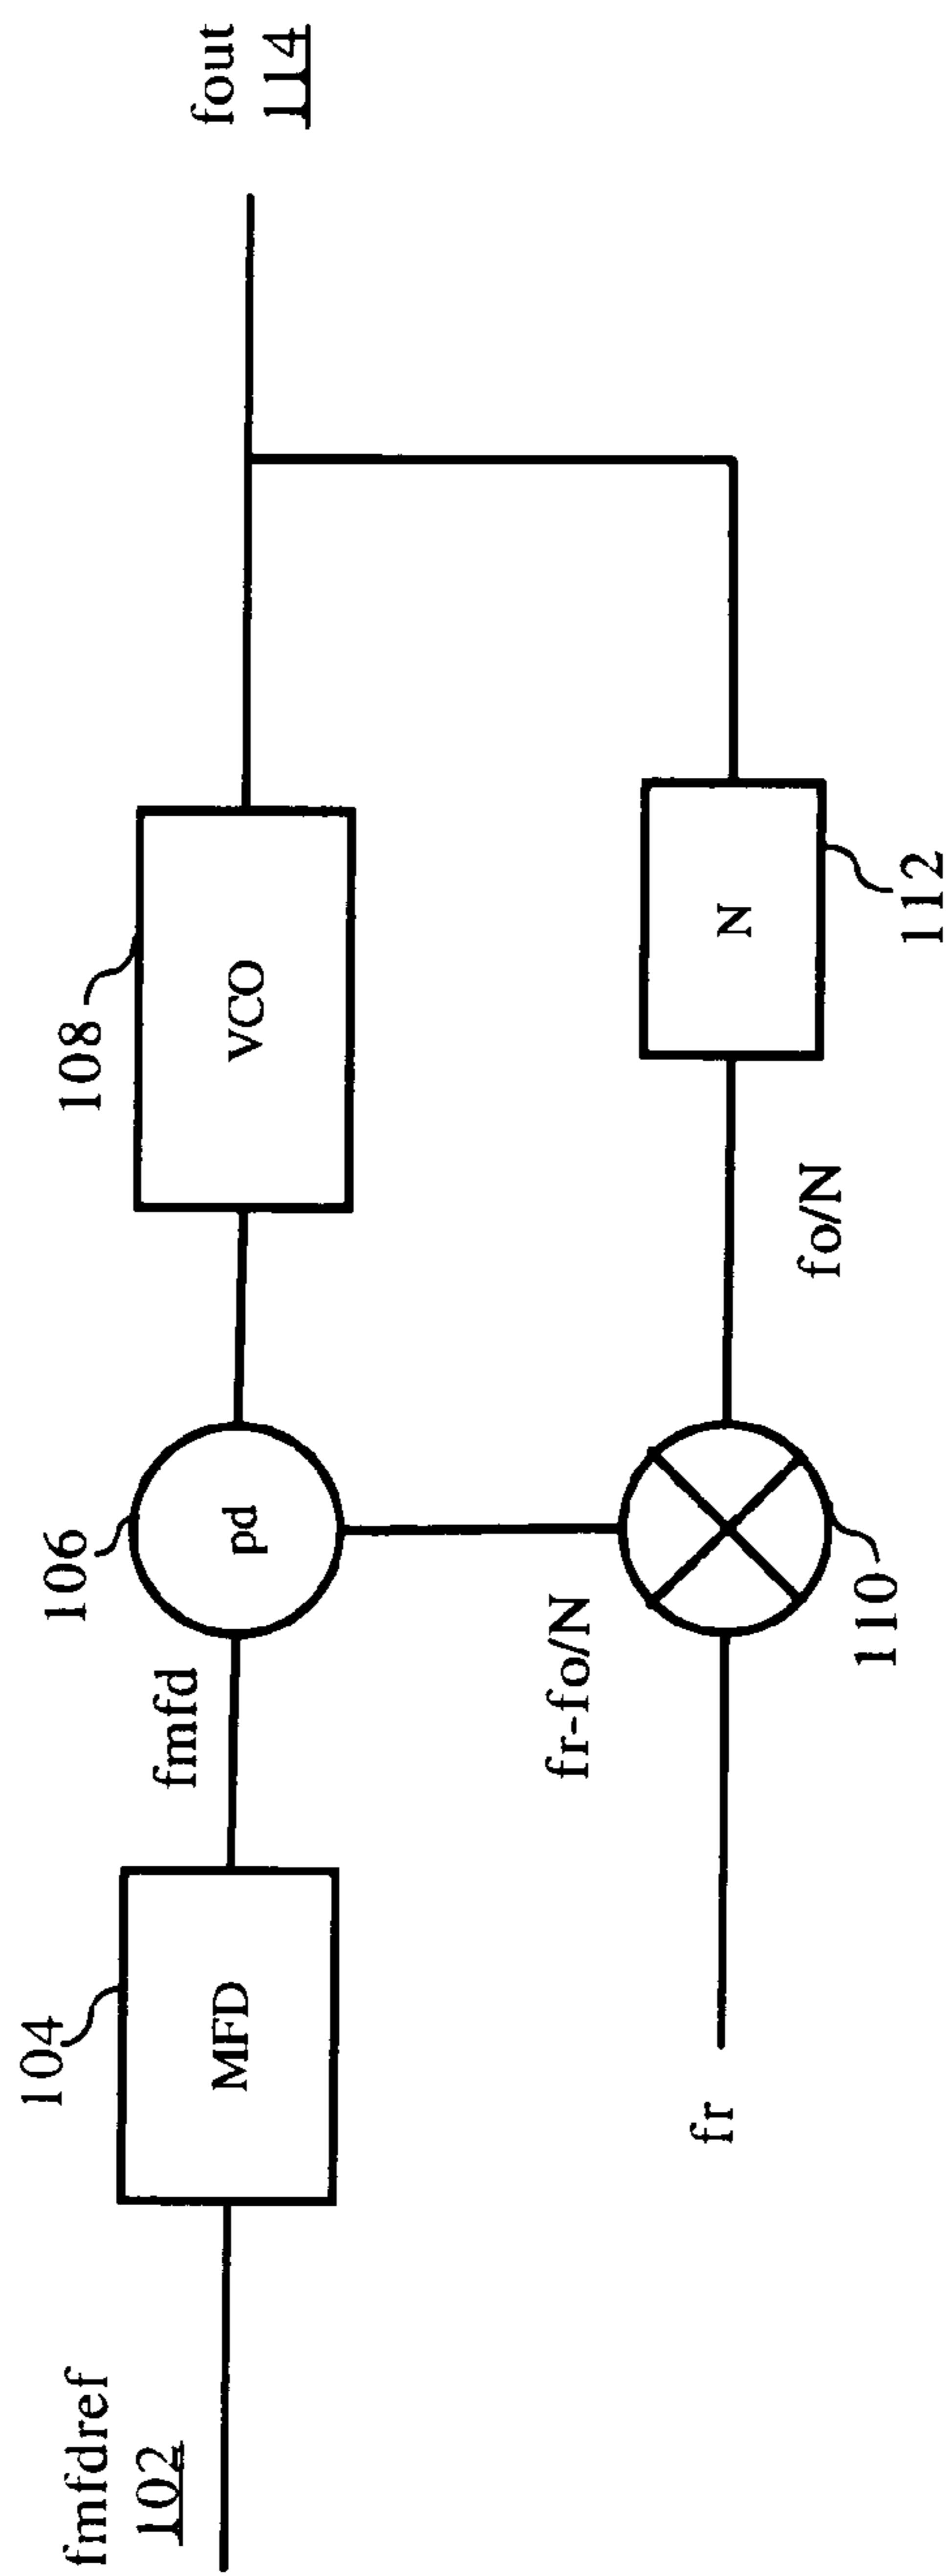 fmfdref
102
104
MFD
fmfd
106
pd
108
VCO
fout
114
fr
fr-fo/N
110
fo/N
N
112